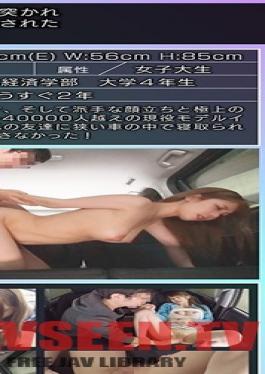 突かれ
された
cm(E) W:56cm H:85cm
属性 / 女子大生
経済学部 大学4年生
うすぐ2年
、そして派手な顔立ちと極上の
40000人越えの現役モデルイ
の友達に狭い車の中で寝取られ
さなかった!
VSEEN.TV
FREE JAV LIBRARY